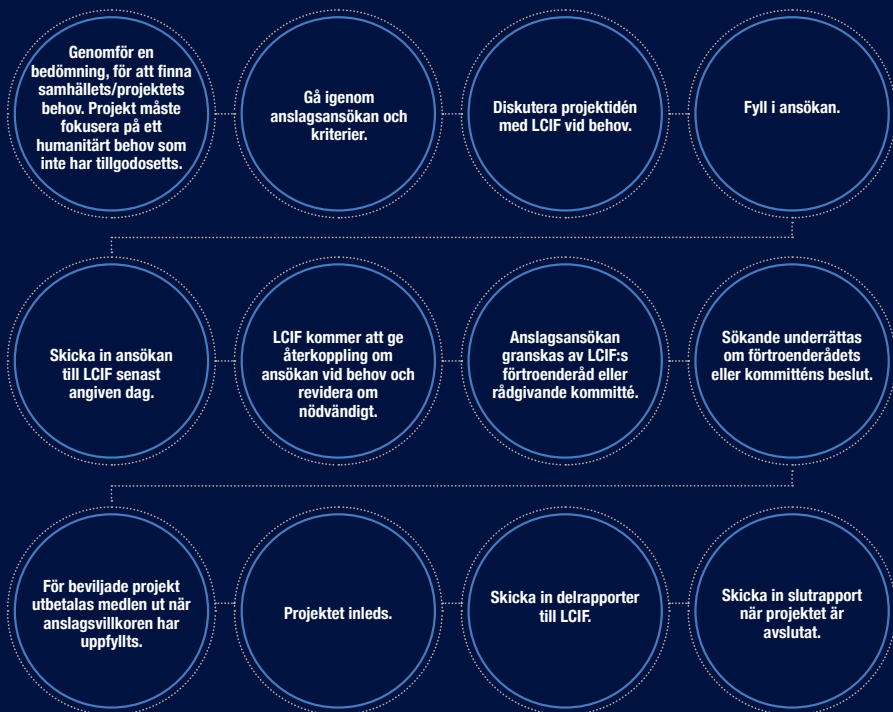 Genomför en
bedömning, för att finna
samhällets/projektets
behov. Projekt måste
fokusera på ett
humanitärt behov som
inte har tillgodosetts.
Gå igenom
anslagsansökan och
kriterier.
Diskutera projektidén
med LCIF vid behov.
Fyll i ansökan.
Skicka in ansökan
till LCIF senast
angiven dag.
LCIF kommer att ge
återkoppling om
ansökan vid behov och
revidera om
nödvändigt.
Anslagsansökan
granskas av LCIF:s
förtroenderåd eller
rådgivande kommitté.
Sökande underrättas
om förtroenderådets
eller kommitténs beslut.
För beviljade projekt
utbetalas medlen ut när
anslagsvillkoren har
uppfyllts.
Projektet inleds.
Skicka in delrapporter
till LCIF.
Skicka in slutrapport
när projektet är
avslutat.